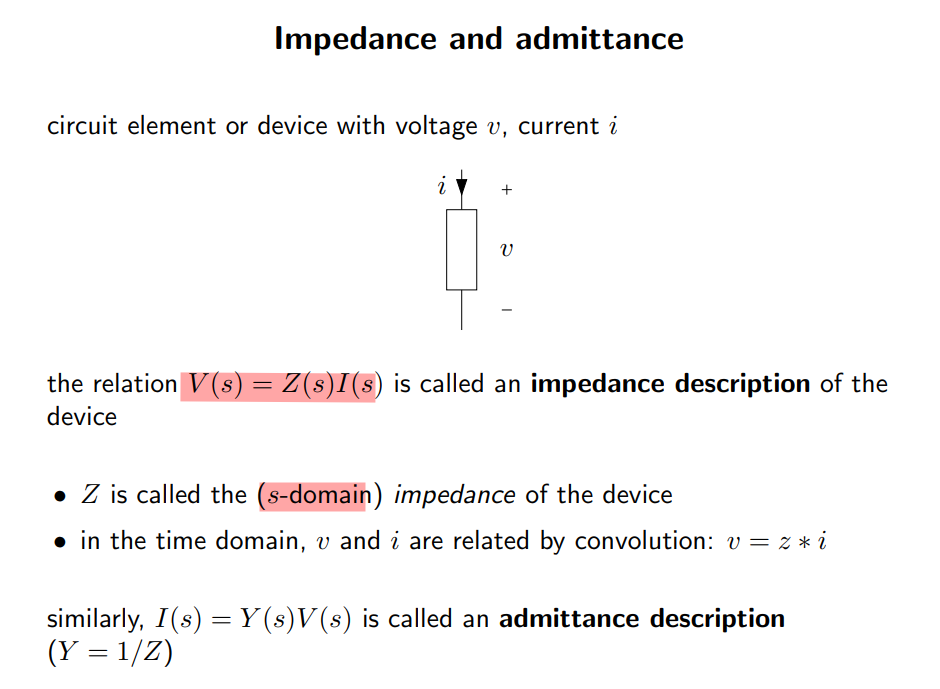 Impedance and admittance
circuit element or device with voltage v, current i
i
+
v
−
the relation V(s) = Z(s)I(s) is called an impedance description of the
device
• Z is called the (s-domain) impedance of the device
• in the time domain, v and i are related by convolution: v = z ∗ i
similarly, I(s) = Y(s)V(s) is called an admittance description
(Y = 1/Z)